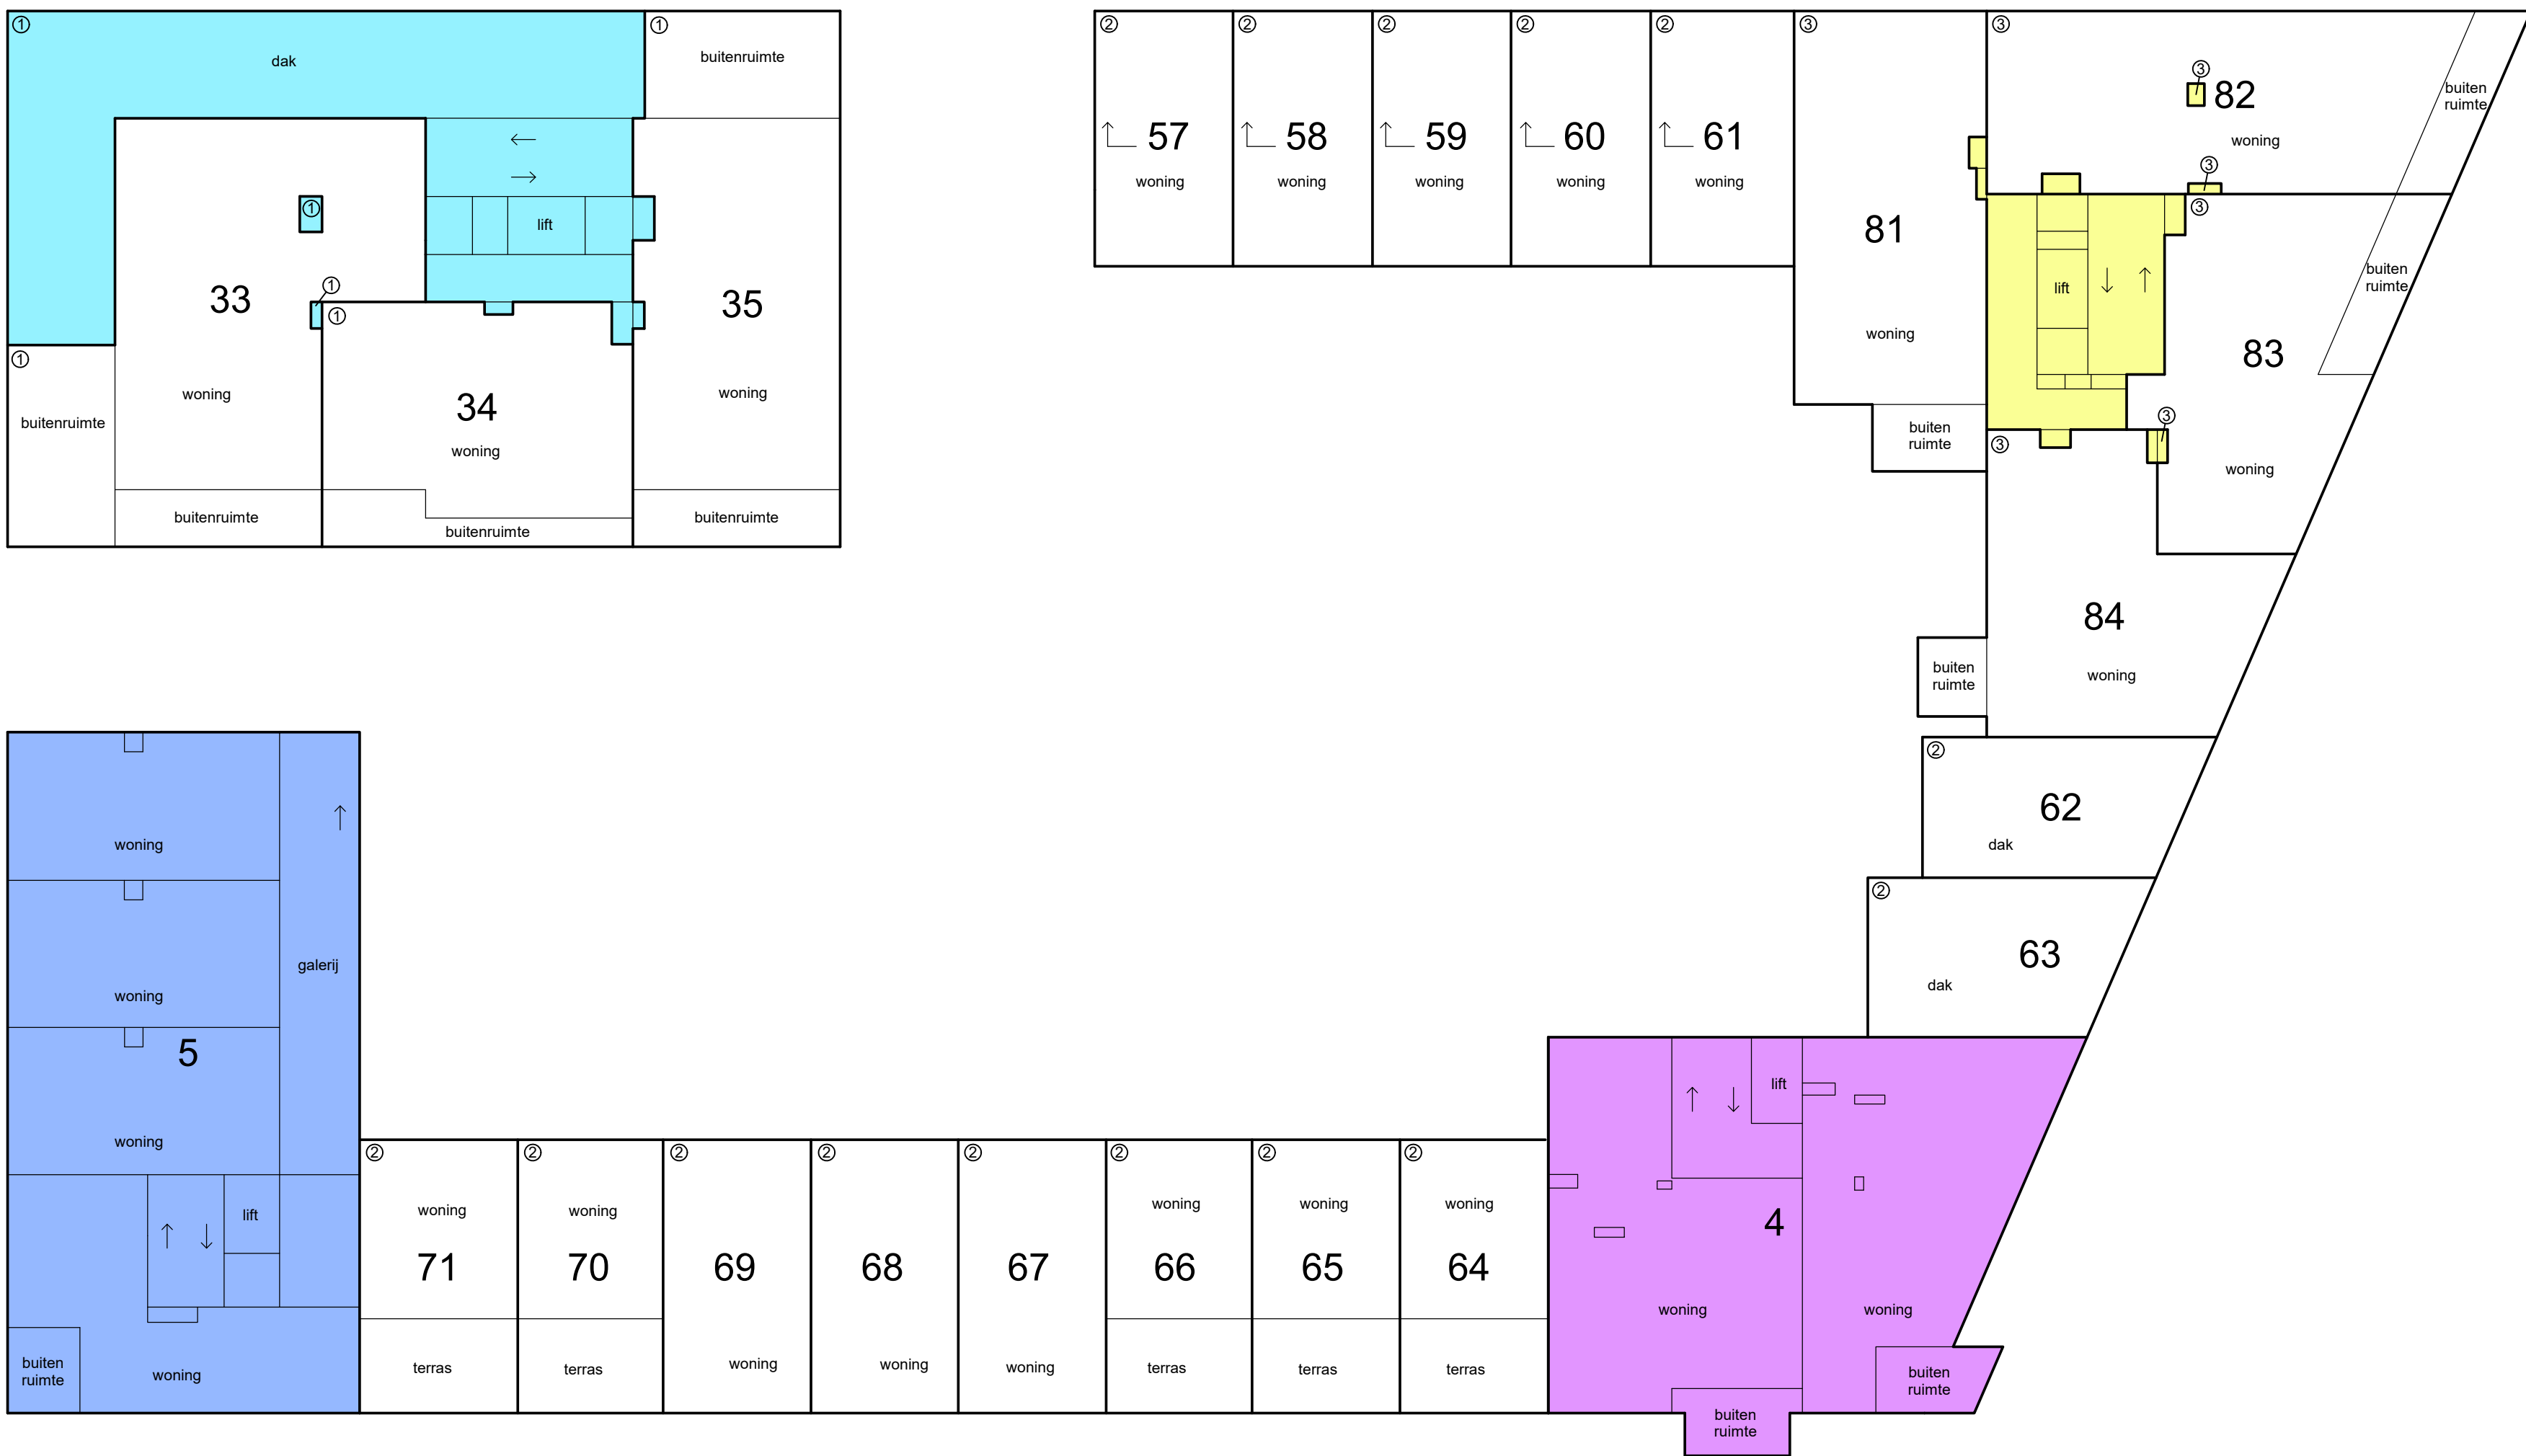 ①
dak
①
buitenruimte
①
lift
33
①
①
35
①
woning
34
woning
woning
buitenruimte
buitenruimte
buitenruimte
buitenruimte
②
57
woning
②
58
woning
②
59
woning
②
60
woning
②
61
woning
③
81
woning
buiten
ruimte
③
③
82
woning
buiten
ruimte
③
③
lift
buiten
ruimte
83
③
woning
③
84
woning
buiten
ruimte
②
62
dak
②
63
dak
woning
woning
galerij
5
woning
lift
buiten
ruimte
woning
②
woning
71
terras
②
woning
70
terras
②
69
woning
②
68
woning
②
67
woning
②
woning
66
terras
②
woning
65
terras
②
woning
64
terras
lift
4
woning
woning
buiten
ruimte
buiten
ruimte